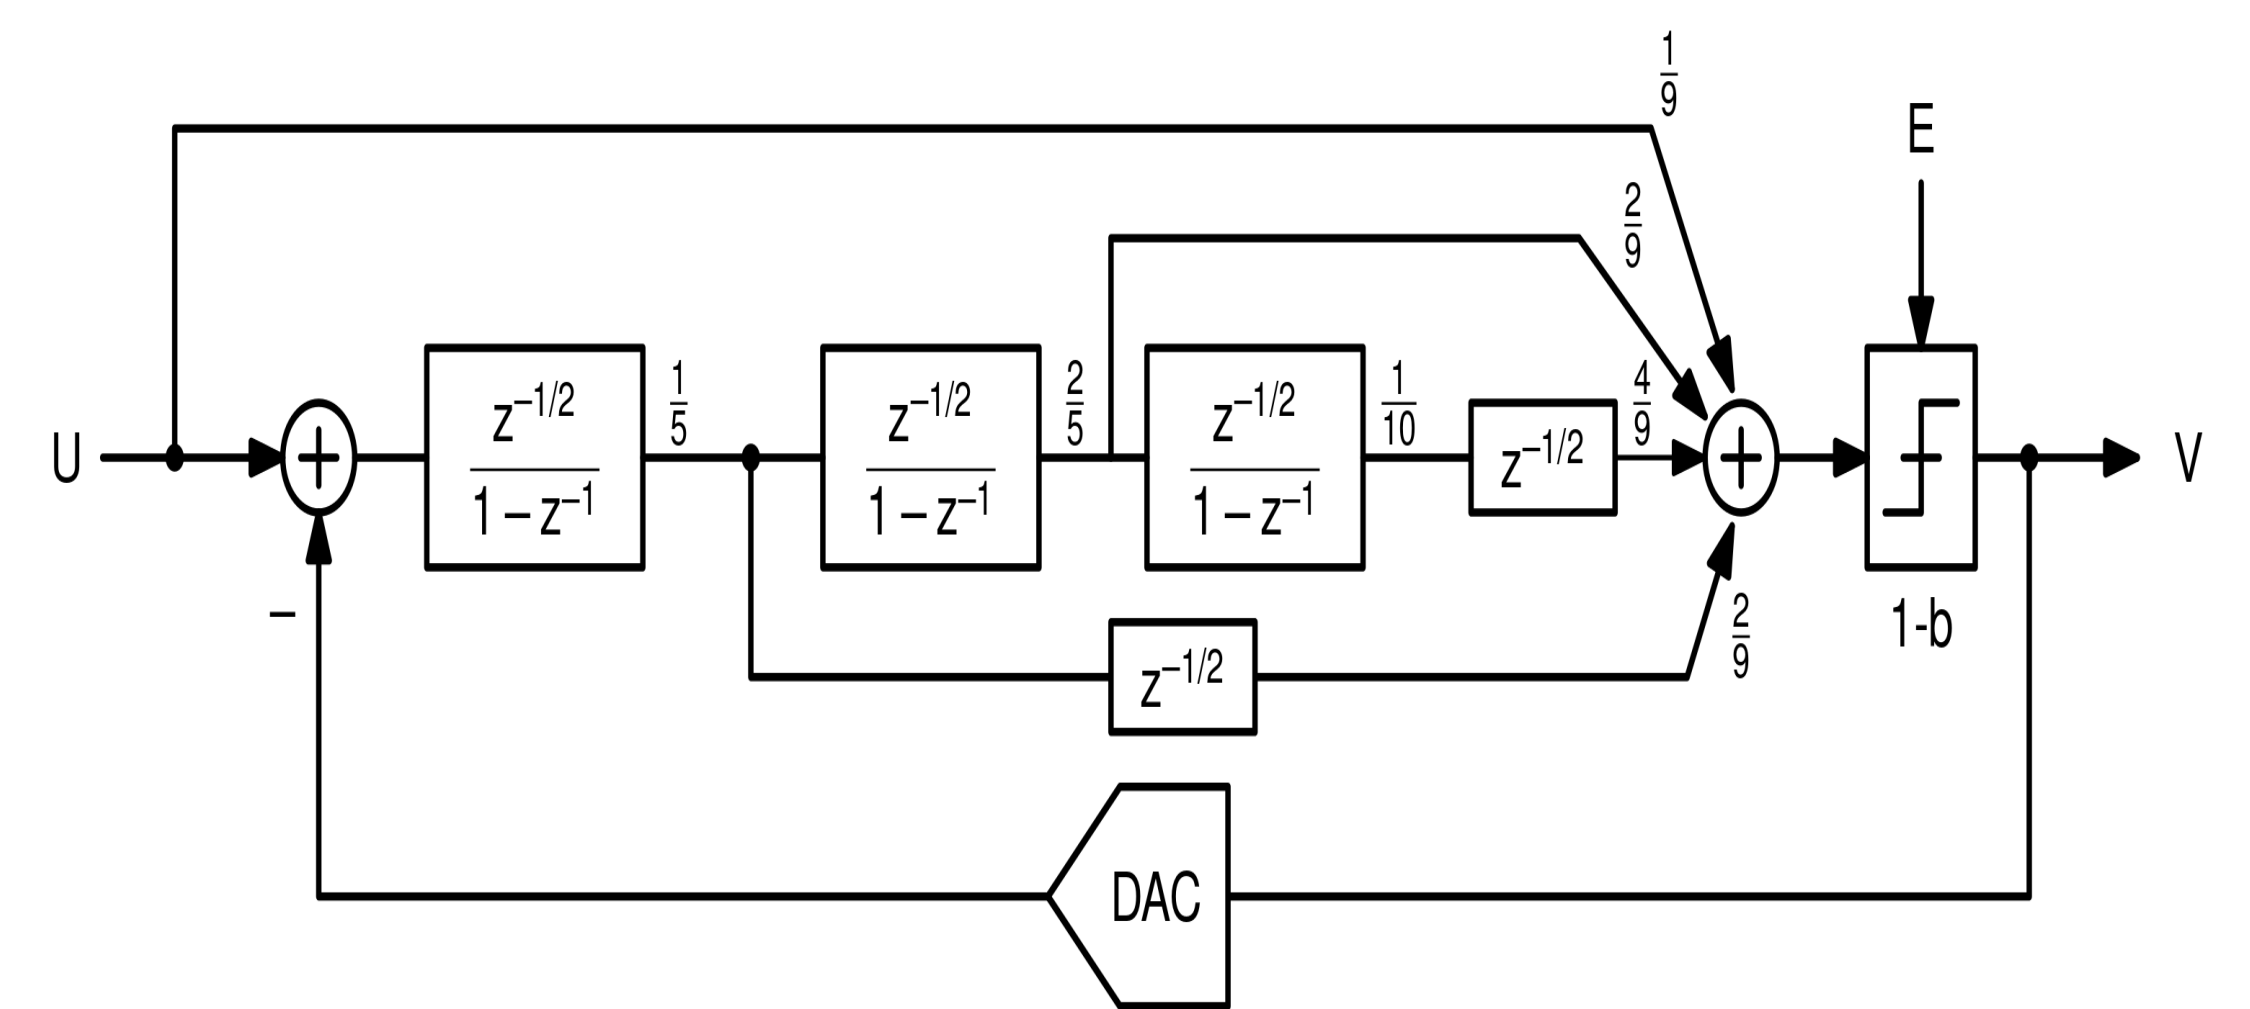 1/9
E
2/9
z^{–1/2} / (1 – z^{–1})
1/5
z^{–1/2} / (1 – z^{–1})
2/5
z^{–1/2} / (1 – z^{–1})
1/10
z^{–1/2}
4/9
U
+
+
V
–
z^{–1/2}
2/9
1-b
DAC